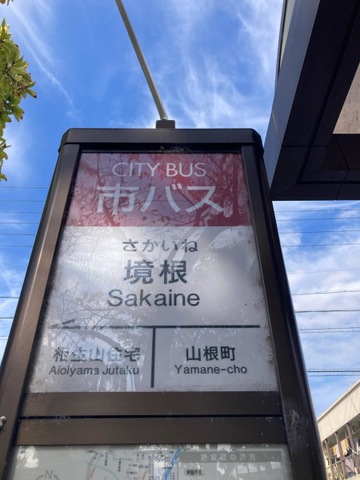 CITY BUS
市バス
さかいね
境根
Sakaine
相生山住宅
Aioiyama Jutaku
山根町
Yamane-cho